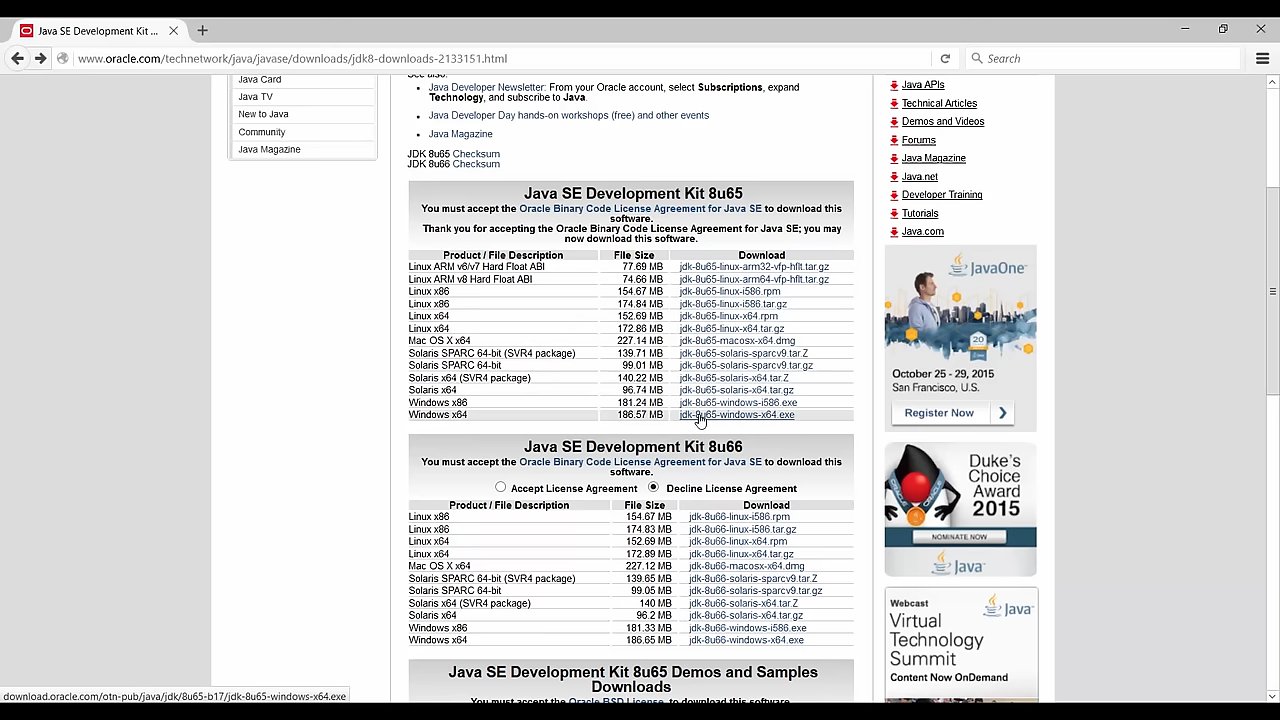 Java SE Development Kit ...
www.oracle.com/technetwork/java/javase/downloads/jdk8-downloads-2133151.html
Search
Java Card
Java TV
New to Java
Community
Java Magazine
See also:
Java Developer Newsletter: From your Oracle account, select Subscriptions, expand
Technology, and subscribe to Java.
Java Developer Day hands-on workshops (free) and other events
Java Magazine
JDK 8u65 Checksum
JDK 8u66 Checksum
Java SE Development Kit 8u65
You must accept the Oracle Binary Code License Agreement for Java SE to download this
software.
Thank you for accepting the Oracle Binary Code License Agreement for Java SE; you may
now download this software.
Product / File Description File Size Download
Linux ARM v6/v7 Hard Float ABI 77.69 MB jdk-8u65-linux-arm32-vfp-hflt.tar.gz
Linux ARM v8 Hard Float ABI 74.66 MB jdk-8u65-linux-arm64-vfp-hflt.tar.gz
Linux x86 154.67 MB jdk-8u65-linux-i586.rpm
Linux x86 174.84 MB jdk-8u65-linux-i586.tar.gz
Linux x64 152.69 MB jdk-8u65-linux-x64.rpm
Linux x64 172.86 MB jdk-8u65-linux-x64.tar.gz
Mac OS X x64 227.14 MB jdk-8u65-macosx-x64.dmg
Solaris SPARC 64-bit (SVR4 package) 139.71 MB jdk-8u65-solaris-sparcv9.tar.Z
Solaris SPARC 64-bit 99.01 MB jdk-8u65-solaris-sparcv9.tar.gz
Solaris x64 (SVR4 package) 140.22 MB jdk-8u65-solaris-x64.tar.Z
Solaris x64 96.74 MB jdk-8u65-solaris-x64.tar.gz
Windows x86 181.24 MB jdk-8u65-windows-i586.exe
Windows x64 186.57 MB jdk-8u65-windows-x64.exe
Java SE Development Kit 8u66
You must accept the Oracle Binary Code License Agreement for Java SE to download this
software.
Accept License Agreement Decline License Agreement
Product / File Description File Size Download
Linux x86 154.67 MB jdk-8u66-linux-i586.rpm
Linux x86 174.83 MB jdk-8u66-linux-i586.tar.gz
Linux x64 152.69 MB jdk-8u66-linux-x64.rpm
Linux x64 172.89 MB jdk-8u66-linux-x64.tar.gz
Mac OS X x64 227.12 MB jdk-8u66-macosx-x64.dmg
Solaris SPARC 64-bit (SVR4 package) 139.65 MB jdk-8u66-solaris-sparcv9.tar.Z
Solaris SPARC 64-bit 99.05 MB jdk-8u66-solaris-sparcv9.tar.gz
Solaris x64 (SVR4 package) 140 MB jdk-8u66-solaris-x64.tar.Z
Solaris x64 96.2 MB jdk-8u66-solaris-x64.tar.gz
Windows x86 181.33 MB jdk-8u66-windows-i586.exe
Windows x64 186.65 MB jdk-8u66-windows-x64.exe
Java SE Development Kit 8u65 Demos and Samples
Downloads
You must accept the Oracle BSD License. to download this
Java APIs
Technical Articles
Demos and Videos
Forums
Java Magazine
Java.net
Developer Training
Tutorials
Java.com
JavaOne
20
October 25 - 29, 2015
San Francisco, U.S.
Register Now
Duke's
Choice
Award
2015
NOMINATE NOW
Java
Webcast
Java
Virtual
Technology
Summit
Content Now OnDemand
download.oracle.com/otn-pub/java/jdk/8u65-b17/jdk-8u65-windows-x64.exe